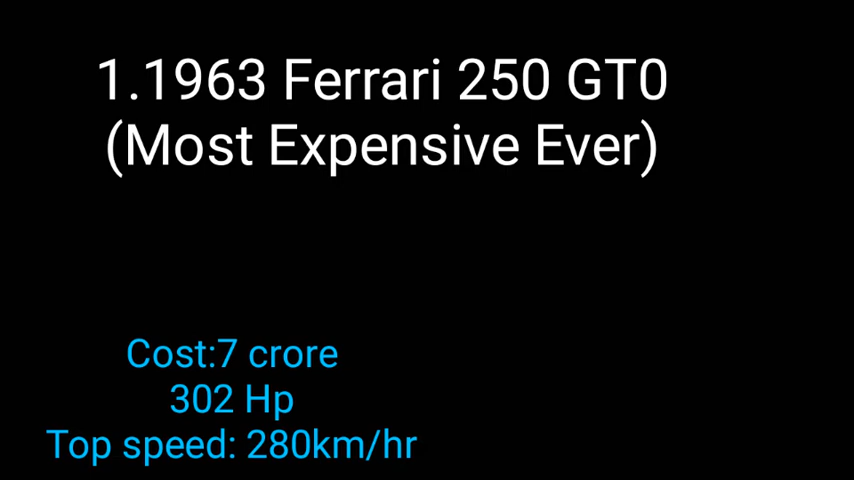 1.1963 Ferrari 250 GT0
(Most Expensive Ever)
Cost:7 crore
302 Hp
Top speed: 280km/hr